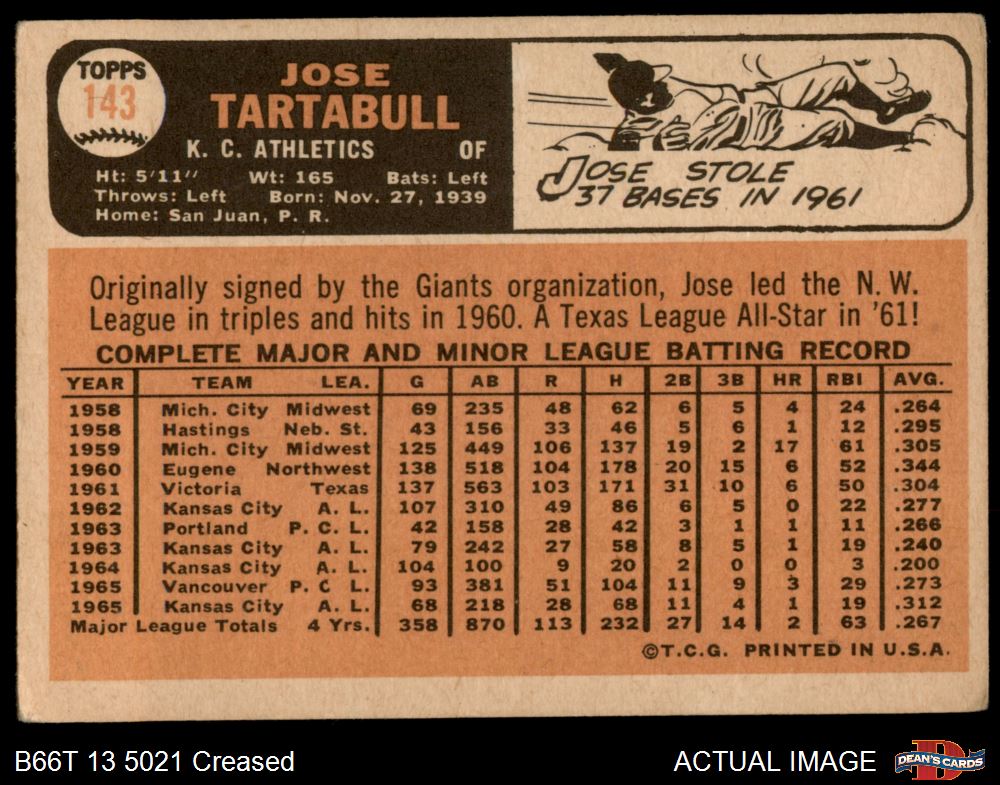 TOPPS
143
JOSE
TARTABULL
K. C. ATHLETICS OF
Ht: 5'11" Wt: 165 Bats: Left
Throws: Left Born: Nov. 27, 1939
Home: San Juan, P. R.
JOSE STOLE
37 BASES IN 1961
Originally signed by the Giants organization, Jose led the N. W.
League in triples and hits in 1960. A Texas League All-Star in '61!
COMPLETE MAJOR AND MINOR LEAGUE BATTING RECORD
YEAR TEAM LEA. G AB R H 2B 3B HR RBI AVG.
1958 Mich. City Midwest 69 235 48 62 6 5 4 24 .264
1958 Hastings Neb. St. 43 156 33 46 5 6 1 12 .295
1959 Mich. City Midwest 125 449 106 137 19 2 17 61 .305
1960 Eugene Northwest 138 518 104 178 20 15 6 52 .344
1961 Victoria Texas 137 563 103 171 31 10 6 50 .304
1962 Kansas City A. L. 107 310 49 86 6 5 0 22 .277
1963 Portland P. C. L. 42 158 28 42 3 1 1 11 .266
1963 Kansas City A. L. 79 242 27 58 8 5 1 19 .240
1964 Kansas City A. L. 104 100 9 20 2 0 0 3 .200
1965 Vancouver P. C L. 93 381 51 104 11 9 3 29 .273
1965 Kansas City A. L. 68 218 28 68 11 4 1 19 .312
Major League Totals 4 Yrs. 358 870 113 232 27 14 2 63 .267
©T.C.G. PRINTED IN U.S.A.
B66T 13 5021 Creased
ACTUAL IMAGE
D
DEAN'S CARDS